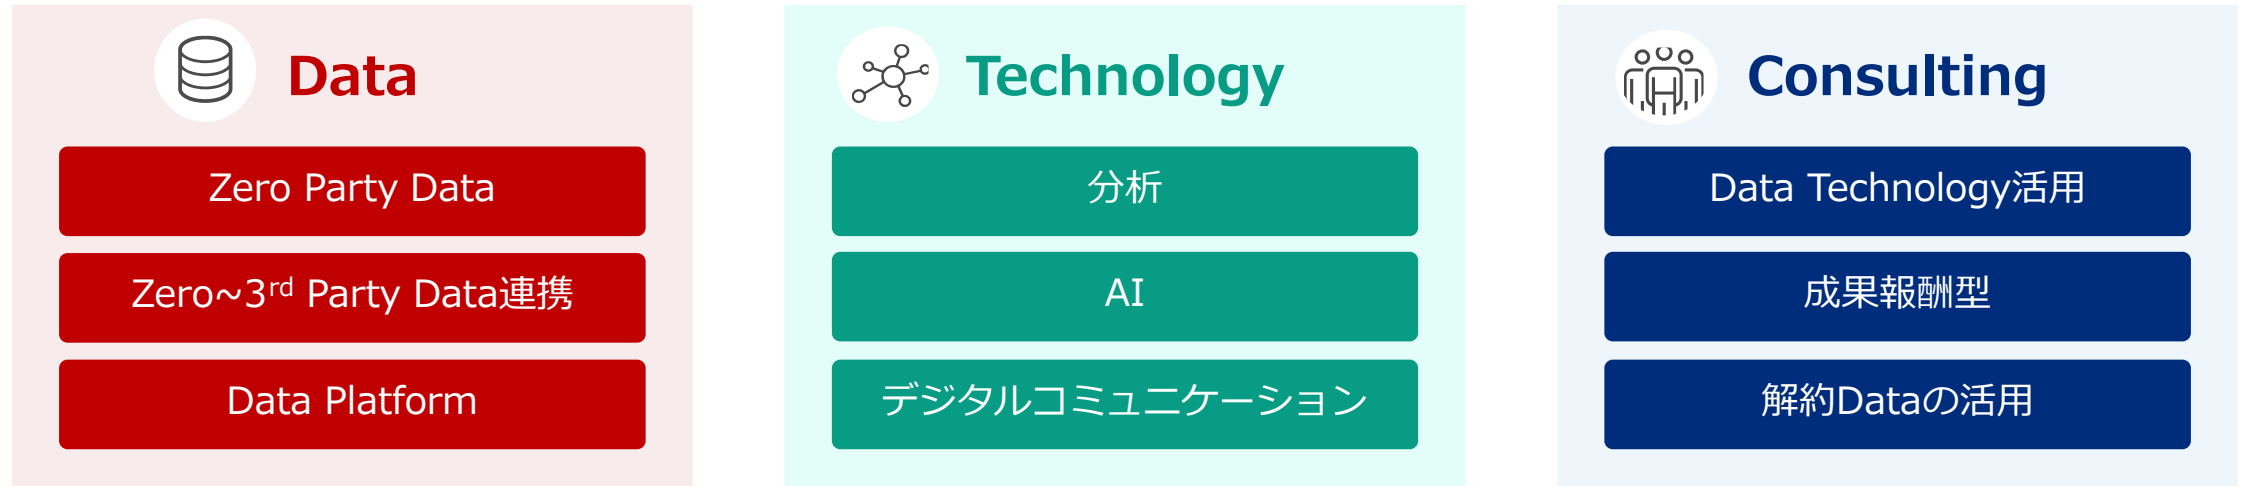 Data
Zero Party Data
Zero~3rd Party Data連携
Data Platform
Technology
分析
AI
デジタルコミュニケーション
Consulting
Data Technology活用
成果報酬型
解約Dataの活用